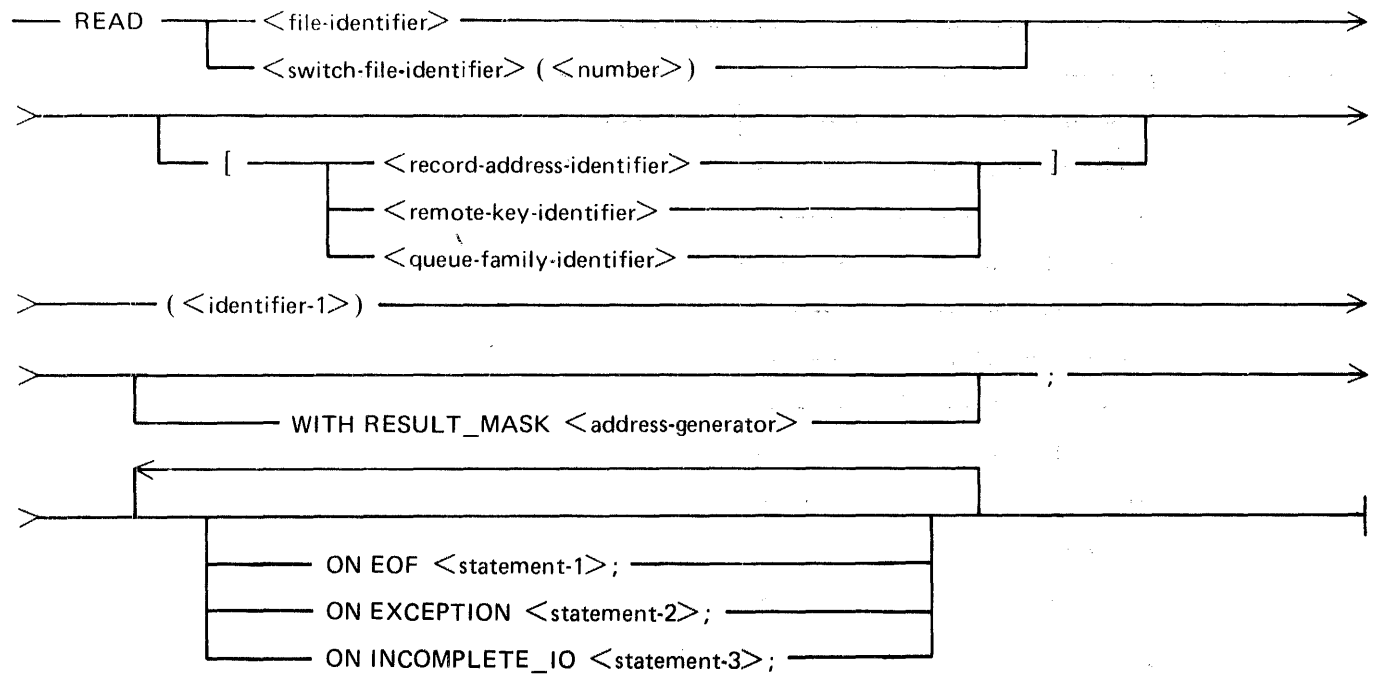 READ <file-identifier>
<switch-file-identifier> ( <number> )
[ <record-address-identifier> ]
<remote-key-identifier>
<queue-family-identifier>
( <identifier-1> )
;
WITH RESULT_MASK <address-generator>
ON EOF <statement-1> ;
ON EXCEPTION <statement-2> ;
ON INCOMPLETE_IO <statement-3> ;